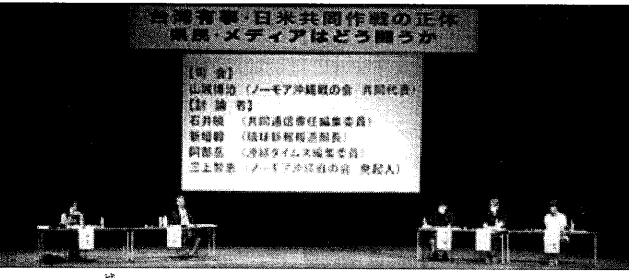 台湾有事・日米共同作戦の正体
県民・メディアはどう闘うか
【司 会】
山城博治 (ノーモア沖縄戦の会 共同代表)
【討 論 者】
石井暁 (共同通信専任編集委員)
新垣毅 (琉球新報報道部長)
阿部岳 (沖縄タイムス編集委員)
三上智恵 (ノーモア沖縄戦の会 発起人)